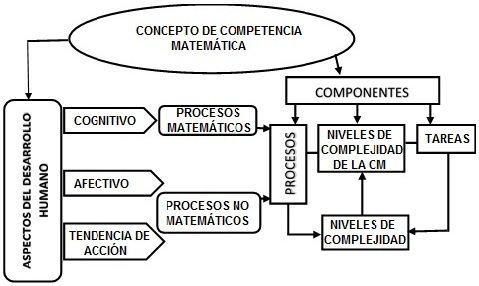 CONCEPTO DE COMPETENCIA
MATEMÁTICA
COMPONENTES
ASPECTOS DEL DESARROLLO
HUMANO
COGNITIVO
PROCESOS
MATEMÁTICOS
PROCESOS
NIVELES DE
COMPLEJIDAD
DE LA CM
TAREAS
AFECTIVO
PROCESOS NO
MATEMÁTICOS
TENDENCIA DE
ACCIÓN
NIVELES DE
COMPLEJIDAD